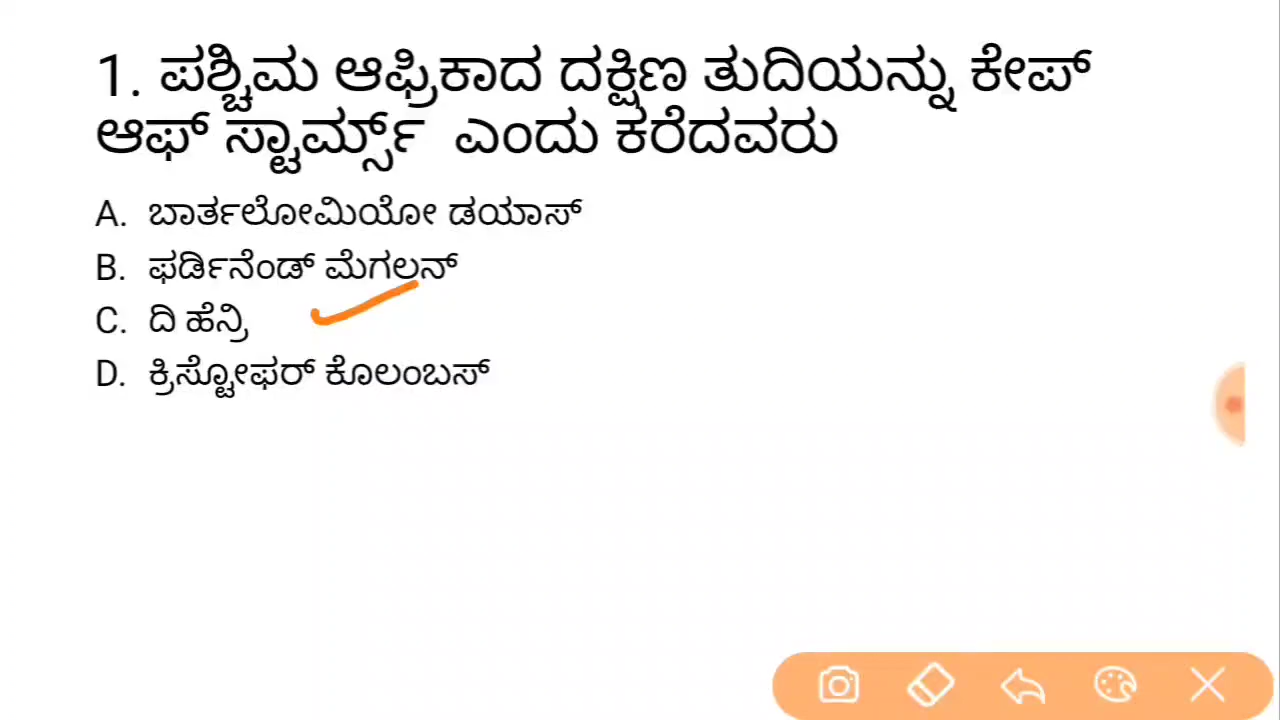 1. ಪಶ್ಚಿಮ ಆಫ್ರಿಕಾದ ದಕ್ಷಿಣ ತುದಿಯನ್ನು ಕೇಪ್
ಆಫ್ ಸ್ಟಾರ್ಮ್ಸ್ ಎಂದು ಕರೆದವರು
A. ಬಾರ್ತಲೋಮಿಯೋ ಡಯಾಸ್
B. ಫರ್ಡಿನೆಂಡ್ ಮೆಗಲನ್
C. ದಿ ಹೆನ್ರಿ
D. ಕ್ರಿಸ್ಟೋಫರ್ ಕೊಲಂಬಸ್